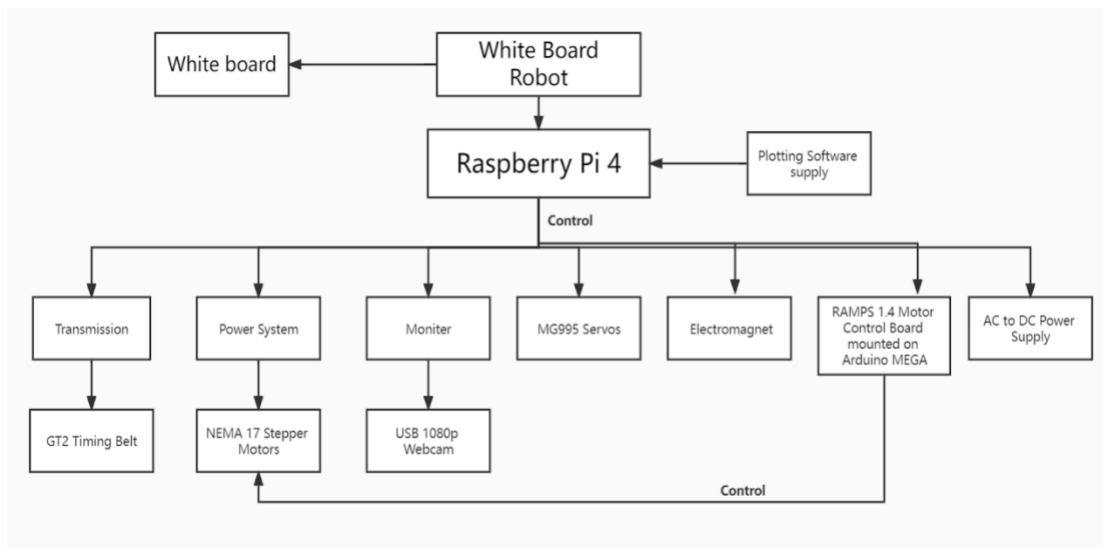 White board
White Board
Robot
Raspberry Pi 4
Plotting Software
supply
Control
Transmission
Power System
Moniter
MG995 Servos
Electromagnet
RAMPS 1.4 Motor
Control Board
mounted on
Arduino MEGA
AC to DC Power
Supply
GT2 Timing Belt
NEMA 17 Stepper
Motors
USB 1080p
Webcam
Control